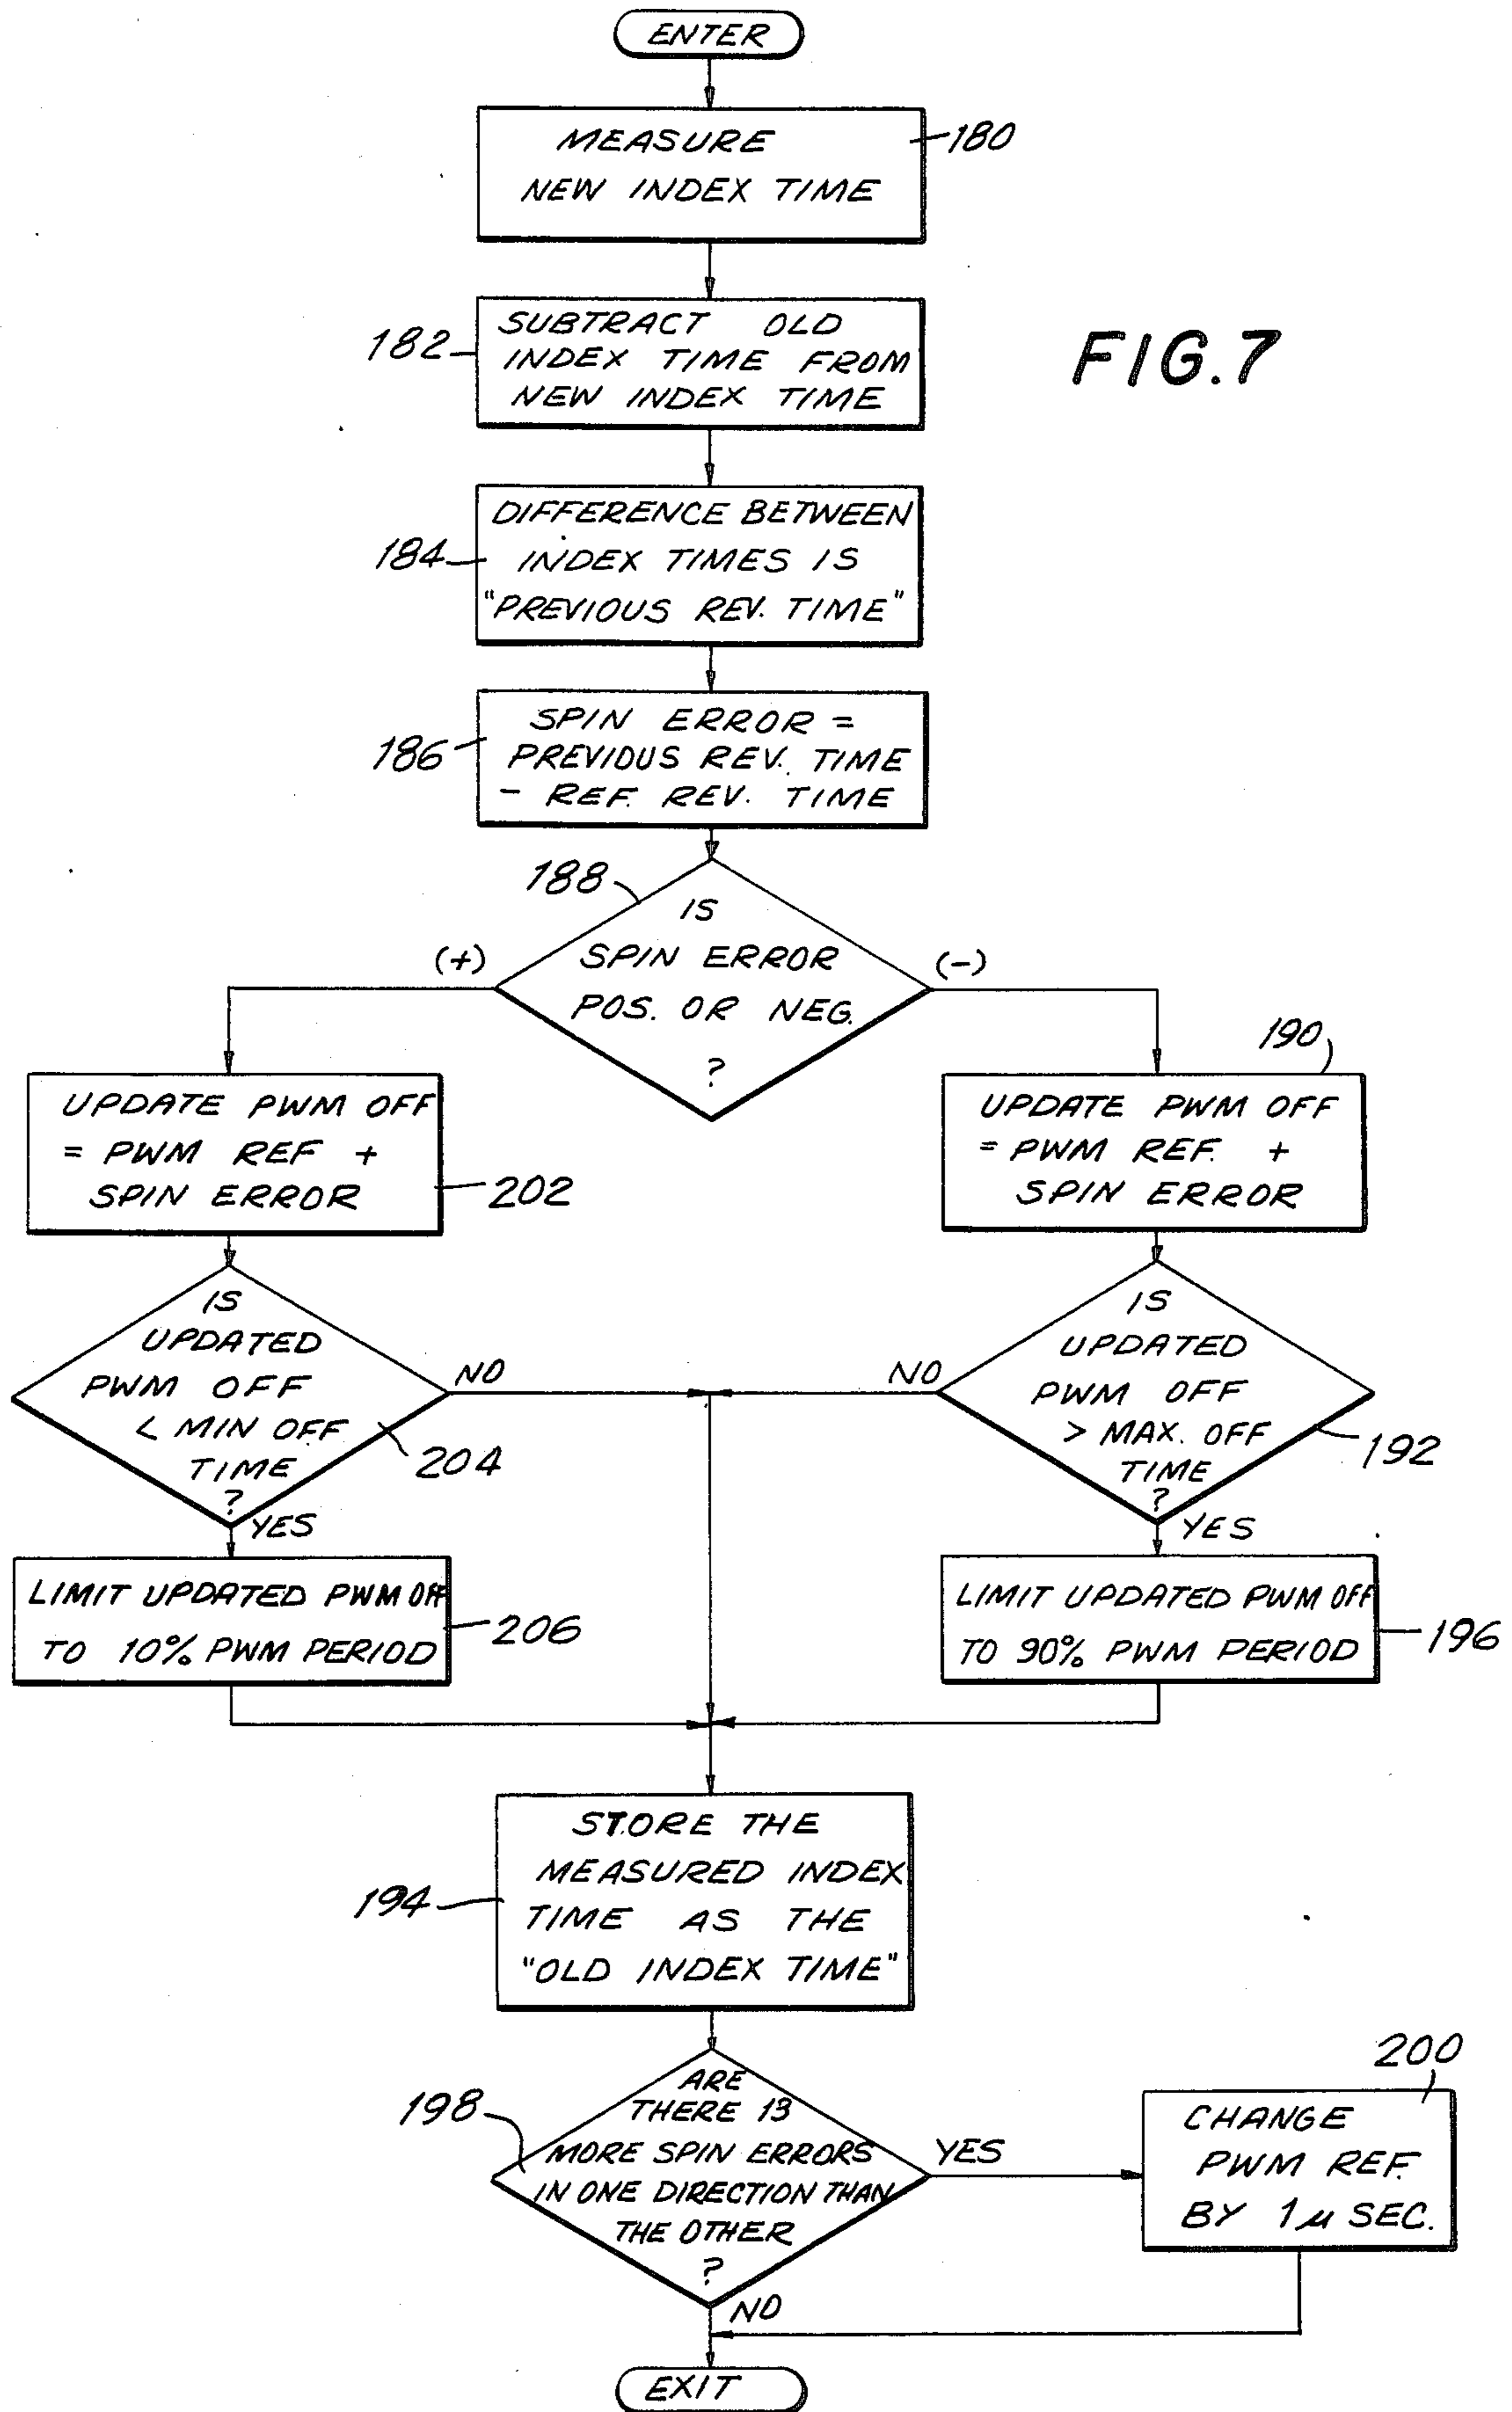 ENTER
MEASURE
NEW INDEX TIME
180
SUBTRACT OLD
INDEX TIME FROM
NEW INDEX TIME
182
FIG.7
DIFFERENCE BETWEEN
INDEX TIMES IS
"PREVIOUS REV. TIME"
184
SPIN ERROR =
PREVIOUS REV. TIME
- REF. REV. TIME
186
188
IS
SPIN ERROR
POS. OR NEG.
?
(+)
(-)
UPDATE PWM OFF
= PWM REF +
SPIN ERROR
202
190
UPDATE PWM OFF
= PWM REF. +
SPIN ERROR
IS
UPDATED
PWM OFF
< MIN OFF
TIME
?
204
NO
YES
IS
UPDATED
PWM OFF
> MAX. OFF
TIME
?
192
NO
YES
LIMIT UPDATED PWM OFF
TO 10% PWM PERIOD
206
LIMIT UPDATED PWM OFF
TO 90% PWM PERIOD
196
STORE THE
MEASURED INDEX
TIME AS THE
"OLD INDEX TIME"
194
198
ARE
THERE 13
MORE SPIN ERRORS
IN ONE DIRECTION THAN
THE OTHER
?
YES
NO
200
CHANGE
PWM REF.
BY 1 μ SEC.
EXIT